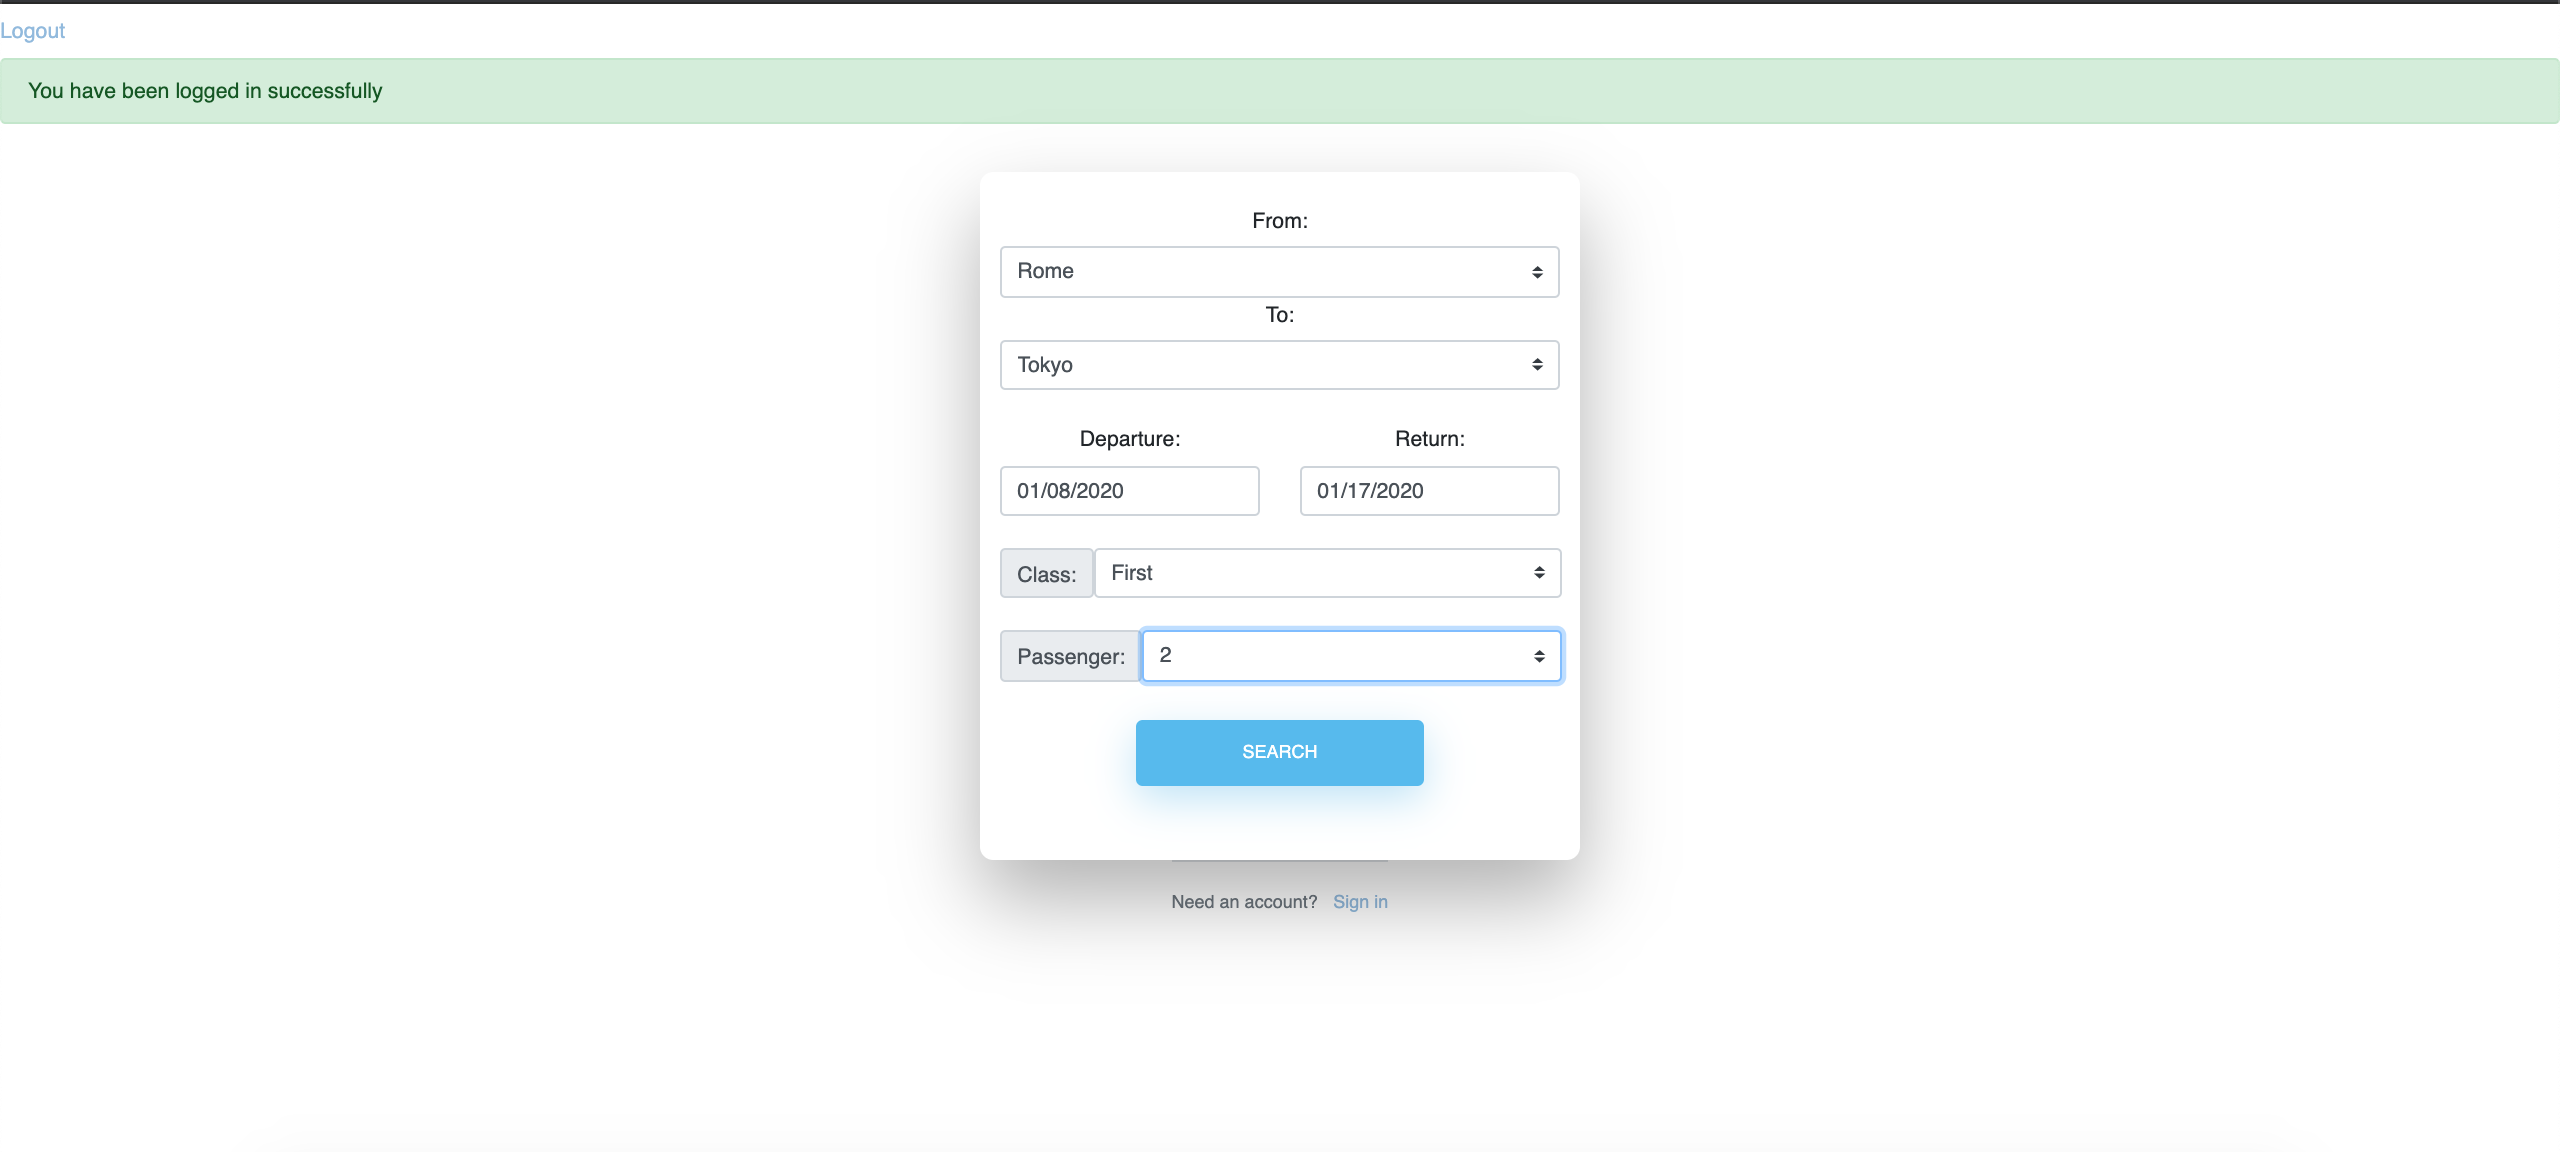 Logout
You have been logged in successfully
From:
Rome
To:
Tokyo
Departure: Return:
01/08/2020 01/17/2020
Class: First
Passenger: 2
SEARCH
Need an account? Sign in